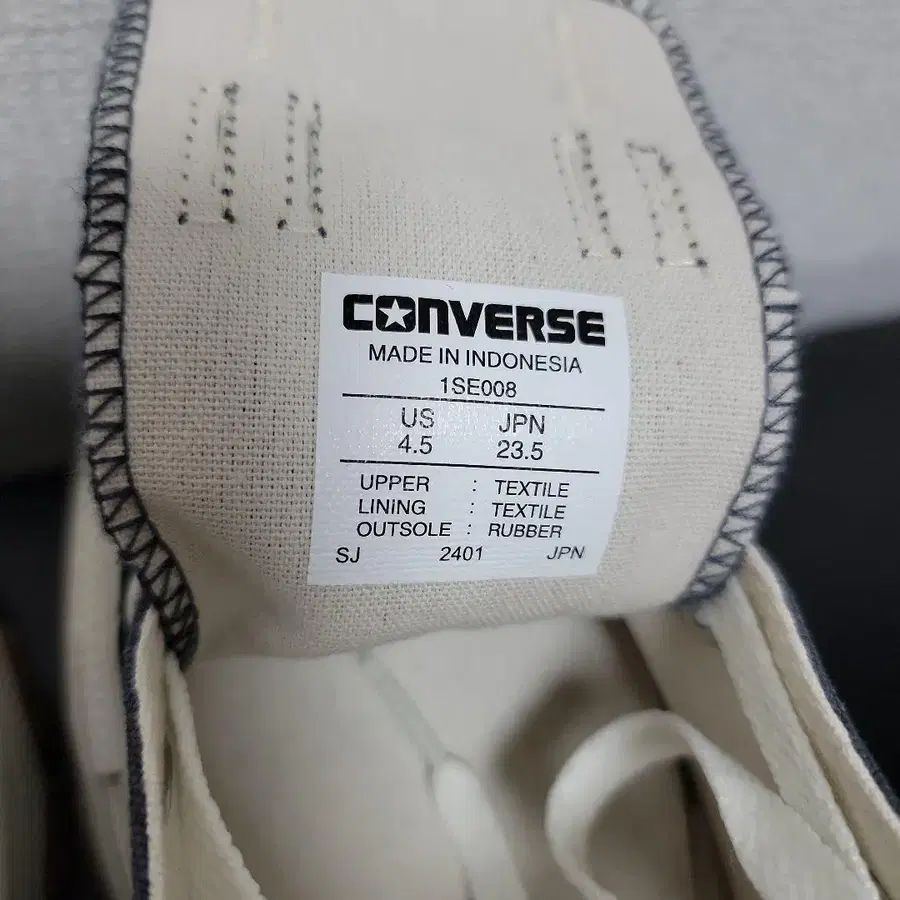 CONVERSE
MADE IN INDONESIA
1SE008
US JPN
4.5 23.5
UPPER : TEXTILE
LINING : TEXTILE
OUTSOLE : RUBBER
SJ 2401 JPN